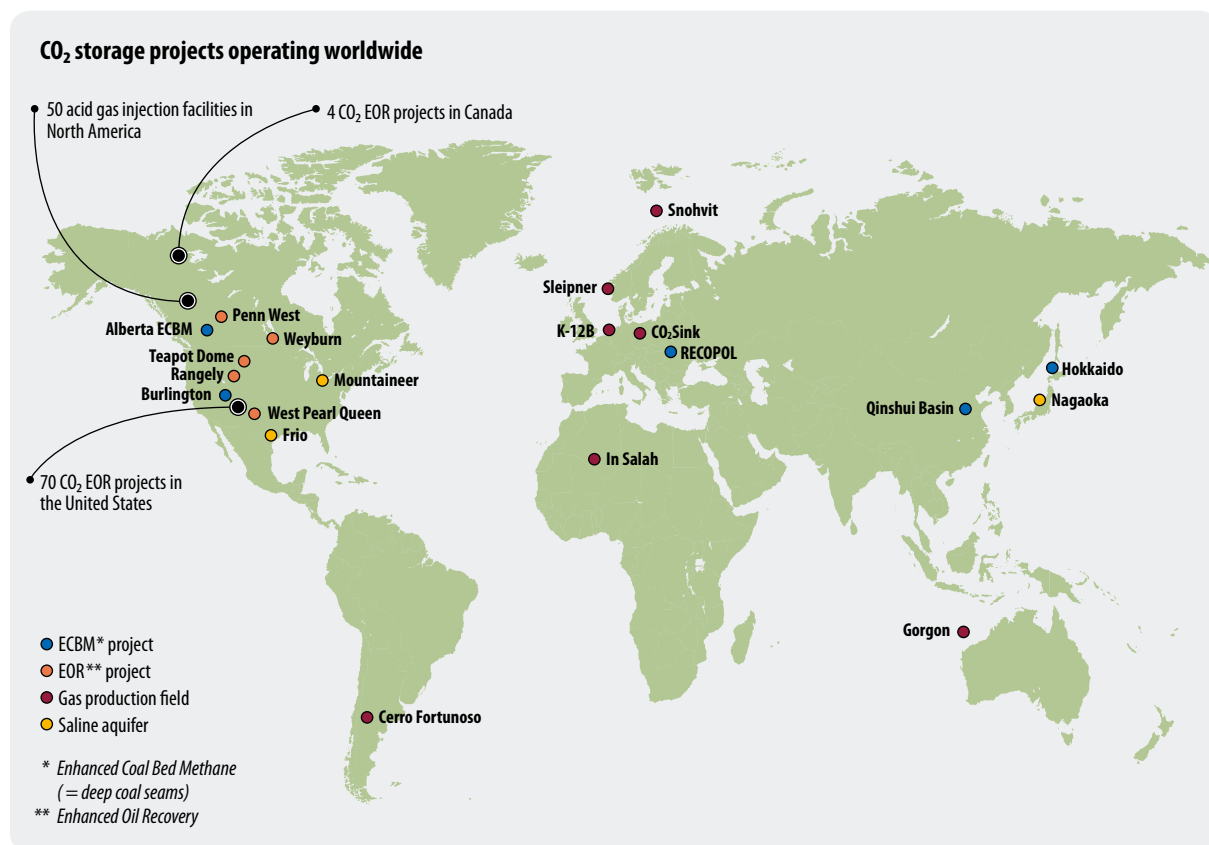 CO₂ storage projects operating worldwide
50 acid gas injection facilities in
North America
4 CO₂ EOR projects in Canada
Snohvit
Sleipner
K-12B
CO₂Sink
RECOPOL
Penn West
Alberta ECBM
Weyburn
Teapot Dome
Rangely
Mountaineer
Burlington
West Pearl Queen
Frio
Hokkaido
Nagaoka
Qinshui Basin
In Salah
70 CO₂ EOR projects in
the United States
Gorgon
Cerro Fortunoso
ECBM* project
EOR** project
Gas production field
Saline aquifer
* Enhanced Coal Bed Methane
( = deep coal seams)
** Enhanced Oil Recovery